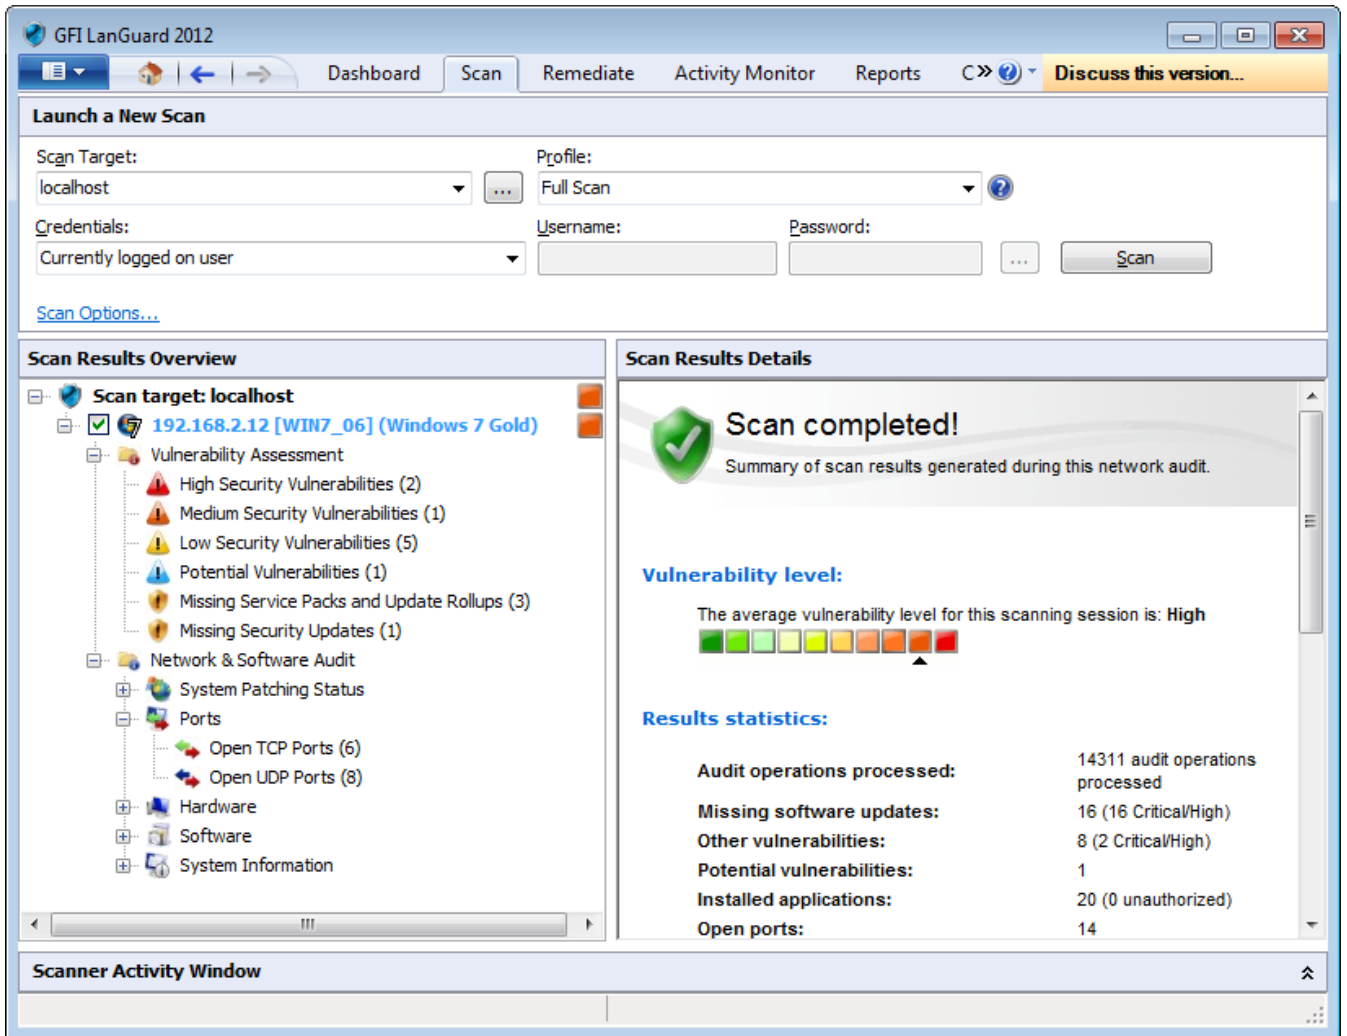 GFI LanGuard 2012
Dashboard Scan Remediate Activity Monitor Reports C» Discuss this version...
Launch a New Scan
Scan Target: Profile:
localhost ... Full Scan
Credentials: Username: Password:
Currently logged on user ... Scan
Scan Options...
Scan Results Overview
Scan target: localhost
192.168.2.12 [WIN7_06] (Windows 7 Gold)
Vulnerability Assessment
High Security Vulnerabilities (2)
Medium Security Vulnerabilities (1)
Low Security Vulnerabilities (5)
Potential Vulnerabilities (1)
Missing Service Packs and Update Rollups (3)
Missing Security Updates (1)
Network & Software Audit
System Patching Status
Ports
Open TCP Ports (6)
Open UDP Ports (8)
Hardware
Software
System Information
Scan Results Details
Scan completed!
Summary of scan results generated during this network audit.
Vulnerability level:
The average vulnerability level for this scanning session is: High
Results statistics:
Audit operations processed: 14311 audit operations
processed
Missing software updates: 16 (16 Critical/High)
Other vulnerabilities: 8 (2 Critical/High)
Potential vulnerabilities: 1
Installed applications: 20 (0 unauthorized)
Open ports: 14
Scanner Activity Window